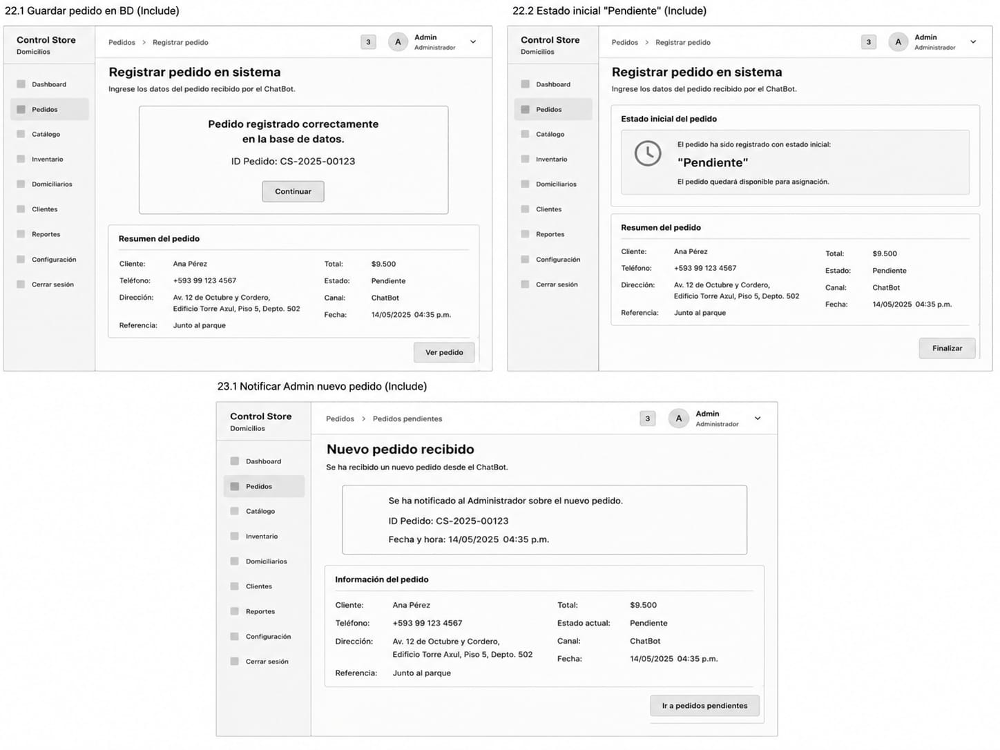 22.1 Guardar pedido en BD (Include)
Control Store
Domicilios
Pedidos > Registrar pedido
3
A
Admin
Administrador
Dashboard
Pedidos
Catálogo
Inventario
Domiciliarios
Clientes
Reportes
Configuración
Cerrar sesión
Registrar pedido en sistema
Ingrese los datos del pedido recibido por el ChatBot.
Pedido registrado correctamente
en la base de datos.
ID Pedido: CS-2025-00123
Continuar
Resumen del pedido
Cliente: Ana Pérez
Teléfono: +593 99 123 4567
Dirección: Av. 12 de Octubre y Cordero,
Edificio Torre Azul, Piso 5, Depto. 502
Referencia: Junto al parque
Total: $9.500
Estado: Pendiente
Canal: ChatBot
Fecha: 14/05/2025 04:35 p.m.
Ver pedido
22.2 Estado inicial "Pendiente" (Include)
Control Store
Domicilios
Pedidos > Registrar pedido
3
A
Admin
Administrador
Dashboard
Pedidos
Catálogo
Inventario
Domiciliarios
Clientes
Reportes
Configuración
Cerrar sesión
Registrar pedido en sistema
Ingrese los datos del pedido recibido por el ChatBot.
Estado inicial del pedido
El pedido ha sido registrado con estado inicial:
"Pendiente"
El pedido quedará disponible para asignación.
Resumen del pedido
Cliente: Ana Pérez
Teléfono: +593 99 123 4567
Dirección: Av. 12 de Octubre y Cordero,
Edificio Torre Azul, Piso 5, Depto. 502
Referencia: Junto al parque
Total: $9.500
Estado: Pendiente
Canal: ChatBot
Fecha: 14/05/2025 04:35 p.m.
Finalizar
23.1 Notificar Admin nuevo pedido (Include)
Control Store
Domicilios
Pedidos > Pedidos pendientes
3
A
Admin
Administrador
Dashboard
Pedidos
Catálogo
Inventario
Domiciliarios
Clientes
Reportes
Configuración
Cerrar sesión
Nuevo pedido recibido
Se ha recibido un nuevo pedido desde el ChatBot.
Se ha notificado al Administrador sobre el nuevo pedido.
ID Pedido: CS-2025-00123
Fecha y hora: 14/05/2025 04:35 p.m.
Información del pedido
Cliente: Ana Pérez
Teléfono: +593 99 123 4567
Dirección: Av. 12 de Octubre y Cordero,
Edificio Torre Azul, Piso 5, Depto. 502
Referencia: Junto al parque
Total: $9.500
Estado actual: Pendiente
Canal: ChatBot
Fecha: 14/05/2025 04:35 p.m.
Ir a pedidos pendientes